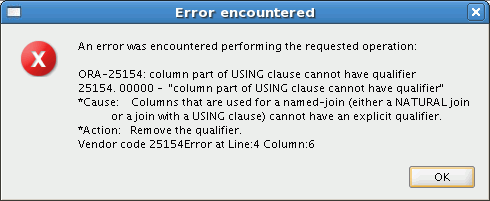 Error encountered
An error was encountered performing the requested operation:
ORA-25154: column part of USING clause cannot have qualifier
25154. 00000 - "column part of USING clause cannot have qualifier"
*Cause: Columns that are used for a named-join (either a NATURAL join
or a join with a USING clause) cannot have an explicit qualifier.
*Action: Remove the qualifier.
Vendor code 25154Error at Line:4 Column:6
OK